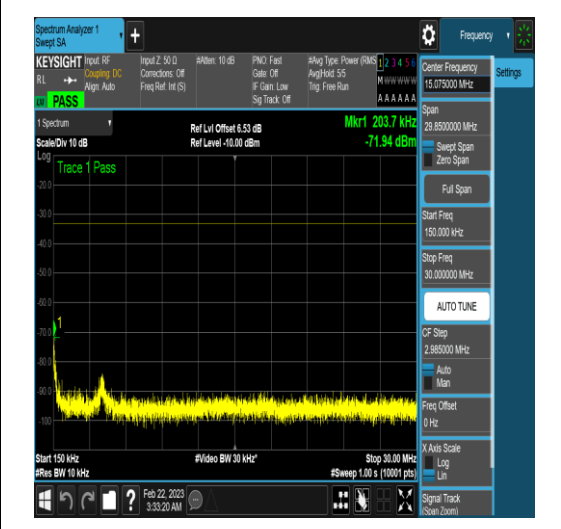 Spectrum Analyzer 1
Swept SA
Frequency
KEYSIGHT
RL
Input: RF
Coupling: DC
Align: Auto
Input Z: 50 Ω
Corrections: Off
Freq Ref: Int (S)
#Atten: 10 dB
PNO: Fast
Gate: Off
IF Gain: Low
Sig Track: Off
#Avg Type: Power (RMS
Avg|Hold: 5/5
Trig: Free Run
1 2 3 4 5 6
M W W W W W
A A A A A A
PASS
1 Spectrum
Scale/Div 10 dB
Ref Lvl Offset 6.53 dB
Ref Level -10.00 dBm
Mkr1 203.7 kHz
-71.94 dBm
Log
Trace 1 Pass
-20.0
-30.0
-40.0
-50.0
-60.0
-70.0
-80.0
-90.0
-100
1
Start 150 kHz
#Res BW 10 kHz
#Video BW 30 kHz*
Stop 30.00 MHz
#Sweep 1.00 s (10001 pts)
Feb 22, 2023
3:33:20 AM
Settings
Center Frequency
15.075000 MHz
Span
29.8500000 MHz
Swept Span
Zero Span
Full Span
Start Freq
150.000 kHz
Stop Freq
30.000000 MHz
AUTO TUNE
CF Step
2.985000 MHz
Auto
Man
Freq Offset
0 Hz
X Axis Scale
Log
Lin
Signal Track
(Span Zoom)